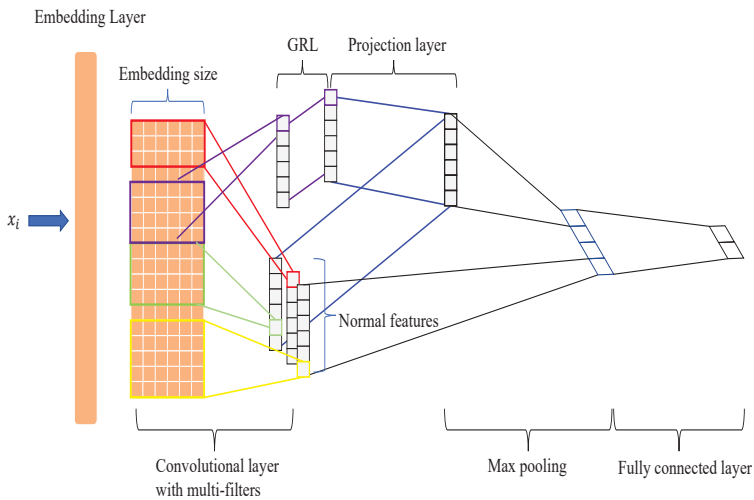 Embedding Layer
GRL
Projection layer
Embedding size
x_i
Normal features
Convolutional layer
with multi-filters
Max pooling
Fully connected layer